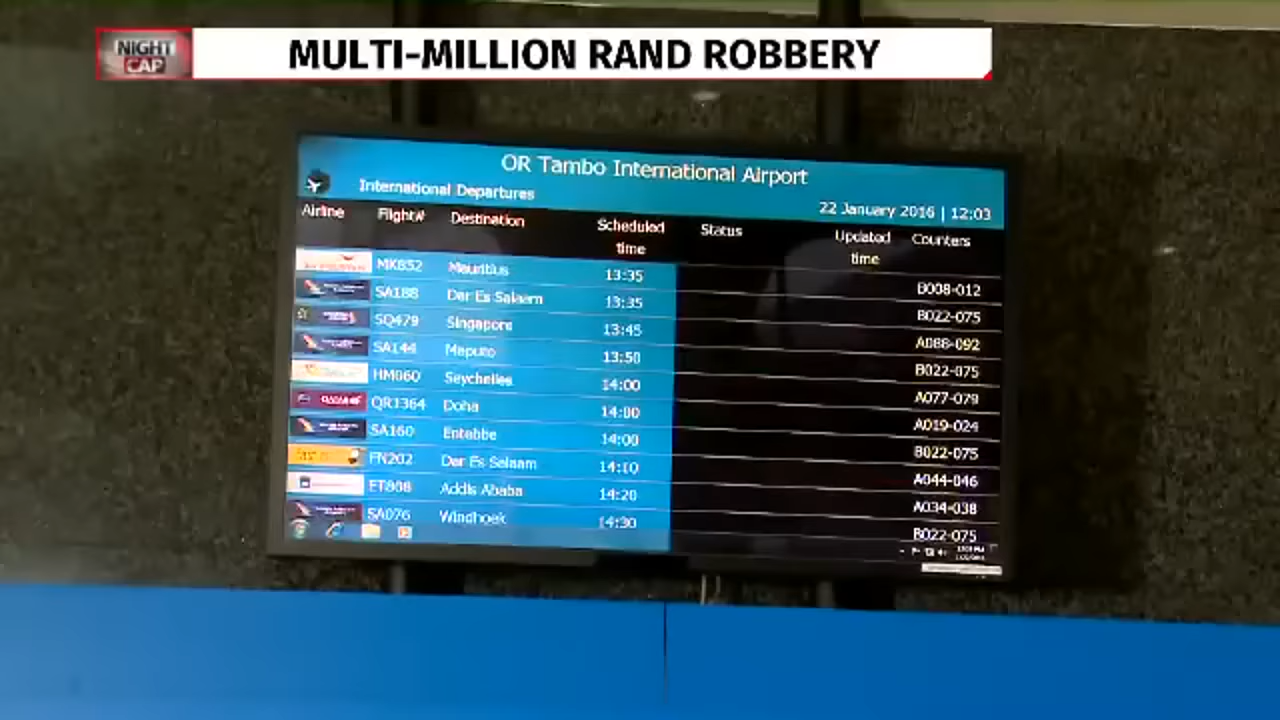 NIGHT CAP
MULTI-MILLION RAND ROBBERY
OR Tambo International Airport
International Departures
22 January 2016 | 12:03
Airline Flight# Destination Scheduled time Status Updated time Counters
MK852 Mauritius 13:35 B008-012
SA188 Dar Es Salaam 13:35 B022-075
SQ479 Singapore 13:45 A088-092
SA144 Maputo 13:50 B022-075
HM060 Seychelles 14:00 A077-079
QATAR QR1364 Doha 14:00 A019-024
SA160 Entebbe 14:00 B022-075
FN202 Dar Es Salaam 14:10 A044-046
ET808 Addis Ababa 14:20 A034-038
SA076 Windhoek 14:30 B022-075